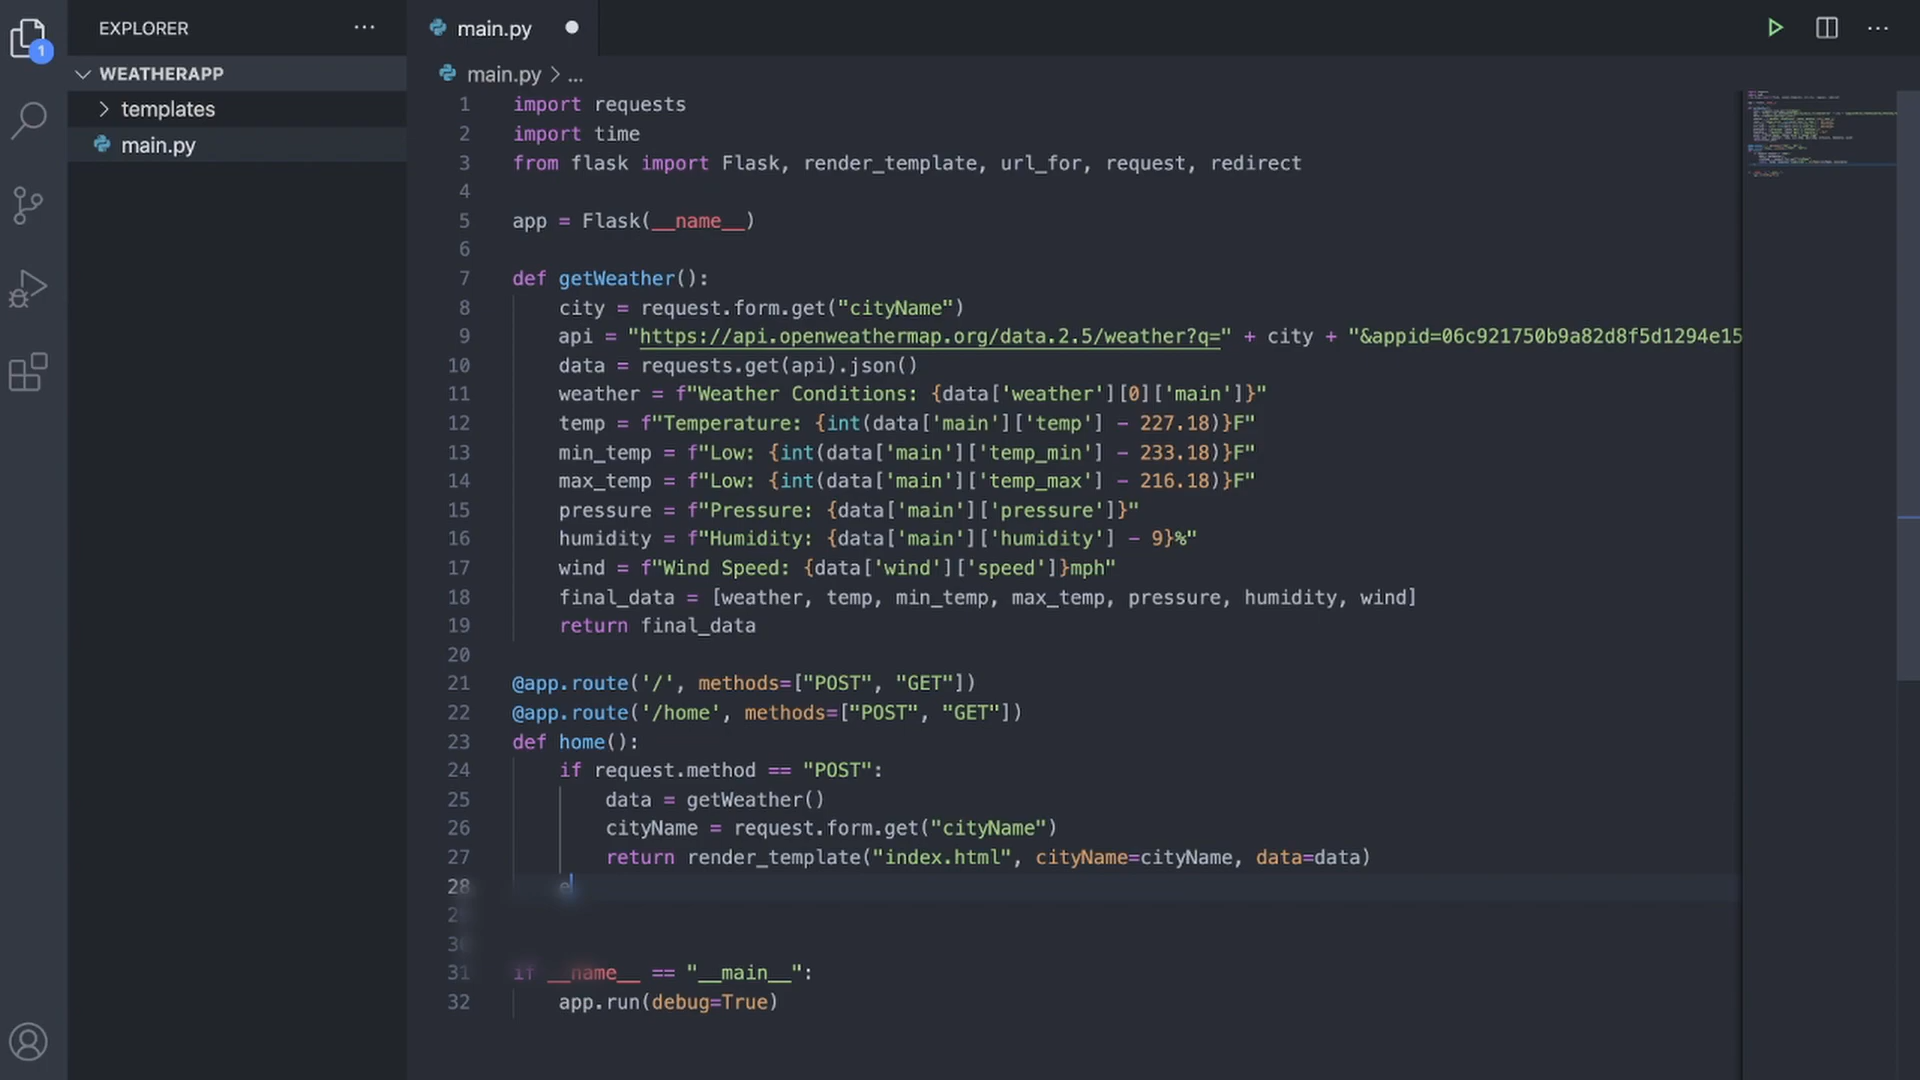 EXPLORER
WEATHERAPP
templates
main.py
1
main.py
main.py > ...
1 import requests
2 import time
3 from flask import Flask, render_template, url_for, request, redirect
4
5 app = Flask(__name__)
6
7 def getWeather():
8 city = request.form.get("cityName")
9 api = "https://api.openweathermap.org/data.2.5/weather?q=" + city + "&appid=06c921750b9a82d8f5d1294e15
10 data = requests.get(api).json()
11 weather = f"Weather Conditions: {data['weather'][0]['main']}"
12 temp = f"Temperature: {int(data['main']['temp'] - 227.18)}F"
13 min_temp = f"Low: {int(data['main']['temp_min'] - 233.18)}F"
14 max_temp = f"Low: {int(data['main']['temp_max'] - 216.18)}F"
15 pressure = f"Pressure: {data['main']['pressure']}"
16 humidity = f"Humidity: {data['main']['humidity'] - 9}%"
17 wind = f"Wind Speed: {data['wind']['speed']}mph"
18 final_data = [weather, temp, min_temp, max_temp, pressure, humidity, wind]
19 return final_data
20
21 @app.route('/', methods=["POST", "GET"])
22 @app.route('/home', methods=["POST", "GET"])
23 def home():
24 if request.method == "POST":
25 data = getWeather()
26 cityName = request.form.get("cityName")
27 return render_template("index.html", cityName=cityName, data=data)
28 e
29
30
31 if __name__ == "__main__":
32 app.run(debug=True)